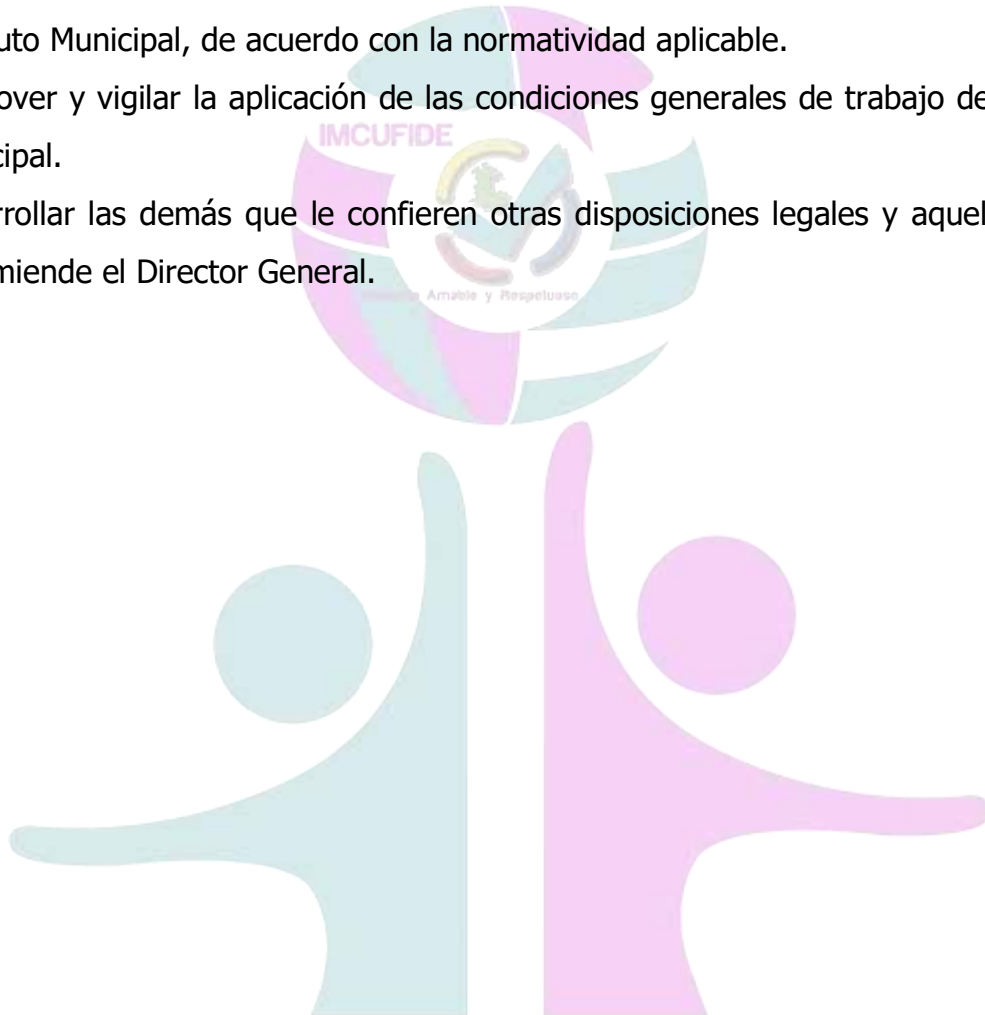 uto Municipal, de acuerdo con la normatividad aplicable.
over y vigilar la aplicación de las condiciones generales de trabajo de
cipal.
IMCUFIDE
rrollar las demás que le confieren otras disposiciones legales y aquel
miende el Director General.
Amable y Respetuoso